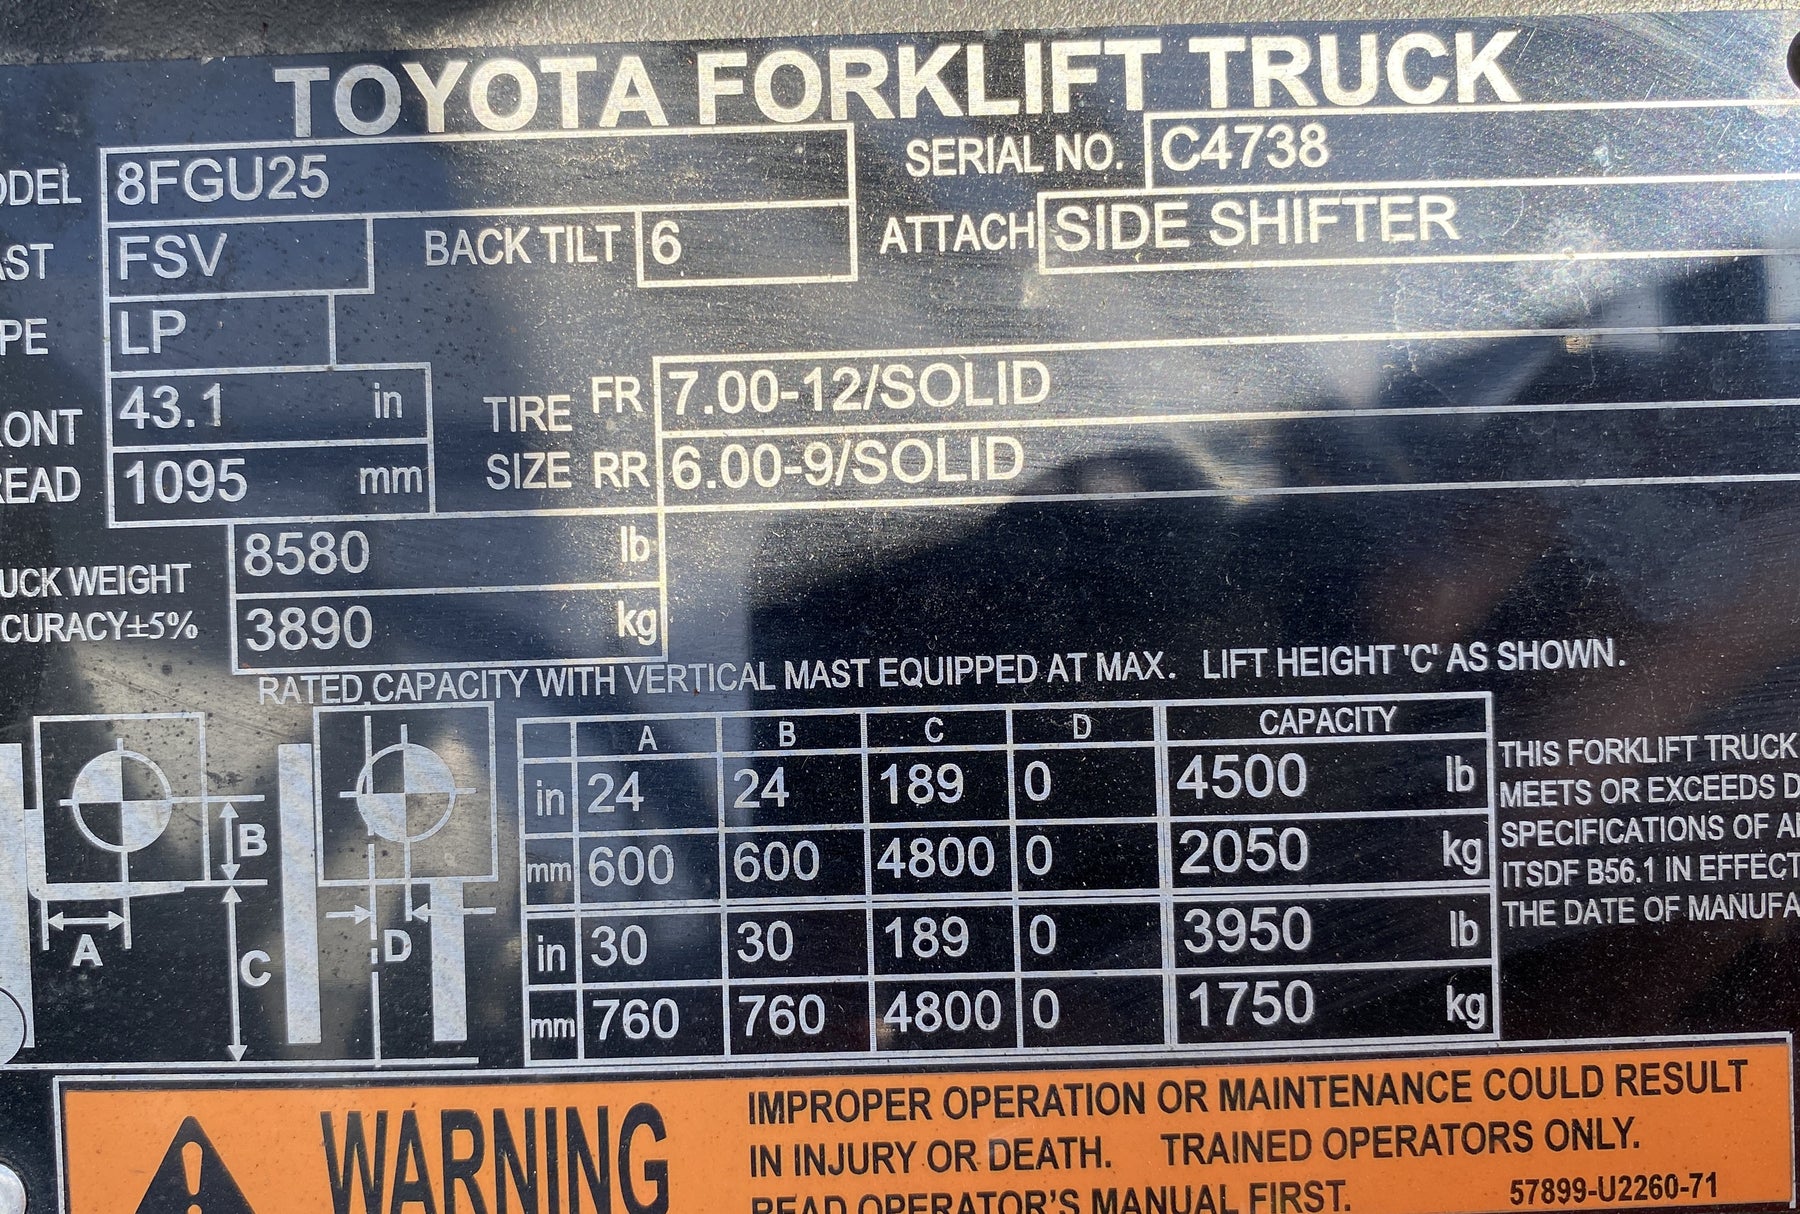 TOYOTA FORKLIFT TRUCK
ODEL 8FGU25 SERIAL NO. C4738
AST FSV BACK TILT 6 ATTACH SIDE SHIFTER
PE LP
RONT 43.1 in TIRE FR 7.00-12/SOLID
READ 1095 mm SIZE RR 6.00-9/SOLID
UCK WEIGHT 8580 lb
CURACY±5% 3890 kg
RATED CAPACITY WITH VERTICAL MAST EQUIPPED AT MAX. LIFT HEIGHT 'C' AS SHOWN.
A B C D CAPACITY
in 24 24 189 0 4500 lb
mm 600 600 4800 0 2050 kg
in 30 30 189 0 3950 lb
mm 760 760 4800 0 1750 kg
B
A
C
D
THIS FORKLIFT TRUCK
MEETS OR EXCEEDS D
SPECIFICATIONS OF A
ITSDF B56.1 IN EFFECT
THE DATE OF MANUFA
WARNING
IMPROPER OPERATION OR MAINTENANCE COULD RESULT
IN INJURY OR DEATH. TRAINED OPERATORS ONLY.
READ OPERATOR'S MANUAL FIRST. 57899-U2260-71